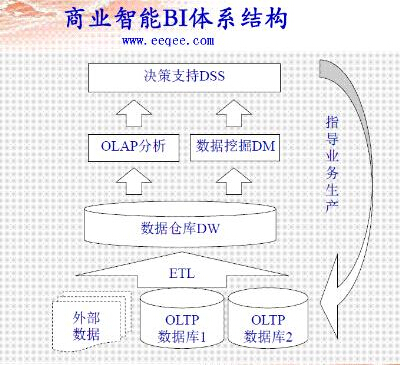 商业智能BI体系结构
www.eeqee.com
决策支持DSS
OLAP分析
数据挖掘DM
数据仓库DW
ETL
外部
数据
OLTP
数据库1
OLTP
数据库2
指导业务生产